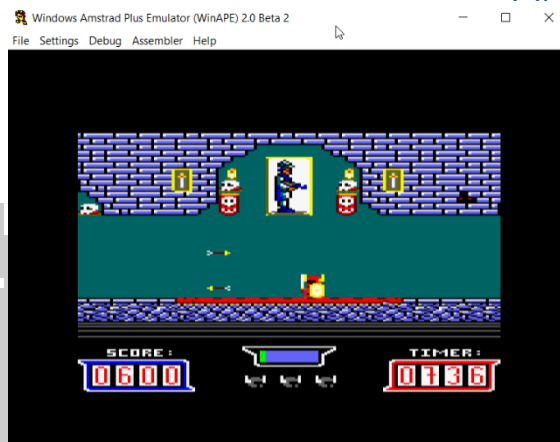 Windows Amstrad Plus Emulator (WinAPE) 2.0 Beta 2
File Settings Debug Assembler Help
SCORE: TIMER:
0600 0736